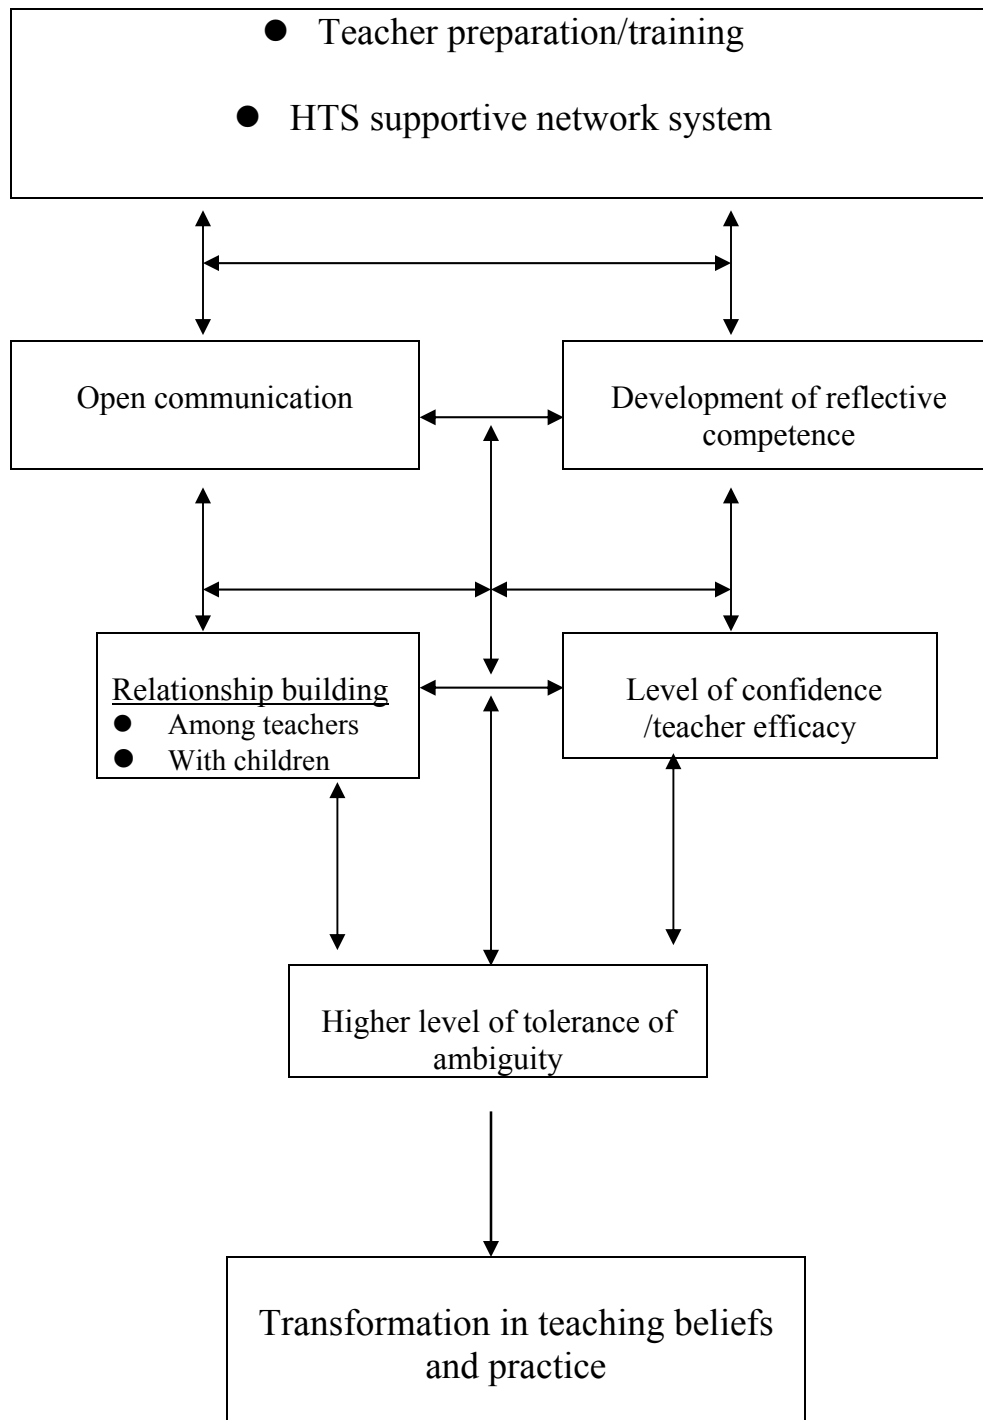 ● Teacher preparation/training
● HTS supportive network system
Open communication
Development of reflective
competence
Relationship building
● Among teachers
● With children
Level of confidence
/teacher efficacy
Higher level of tolerance of
ambiguity
Transformation in teaching beliefs
and practice